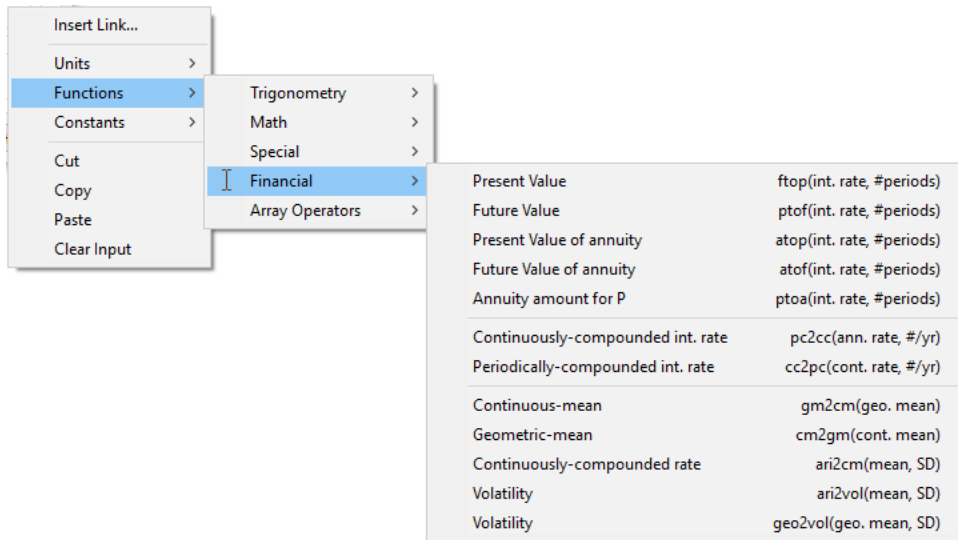 Insert Link...
Units
Functions
Constants
Cut
Copy
Paste
Clear Input
Trigonometry
Math
Special
Financial
Array Operators
Present Value ftop(int. rate, #periods)
Future Value ptof(int. rate, #periods)
Present Value of annuity atop(int. rate, #periods)
Future Value of annuity atof(int. rate, #periods)
Annuity amount for P ptoa(int. rate, #periods)
Continuously-compounded int. rate pc2cc(ann. rate, #/yr)
Periodically-compounded int. rate cc2pc(cont. rate, #/yr)
Continuous-mean gm2cm(geo. mean)
Geometric-mean cm2gm(cont. mean)
Continuously-compounded rate ari2cm(mean, SD)
Volatility ari2vol(mean, SD)
Volatility geo2vol(geo. mean, SD)